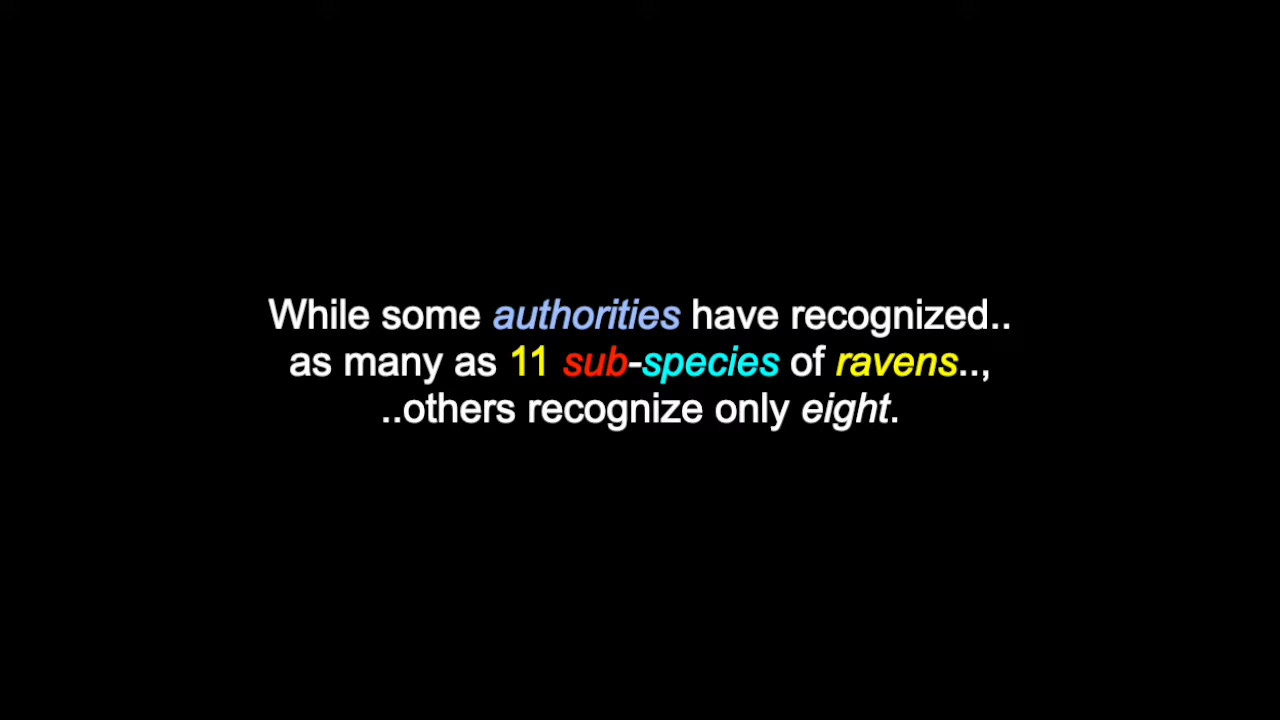 While some authorities have recognized..
as many as 11 sub-species of ravens..,
..others recognize only eight.